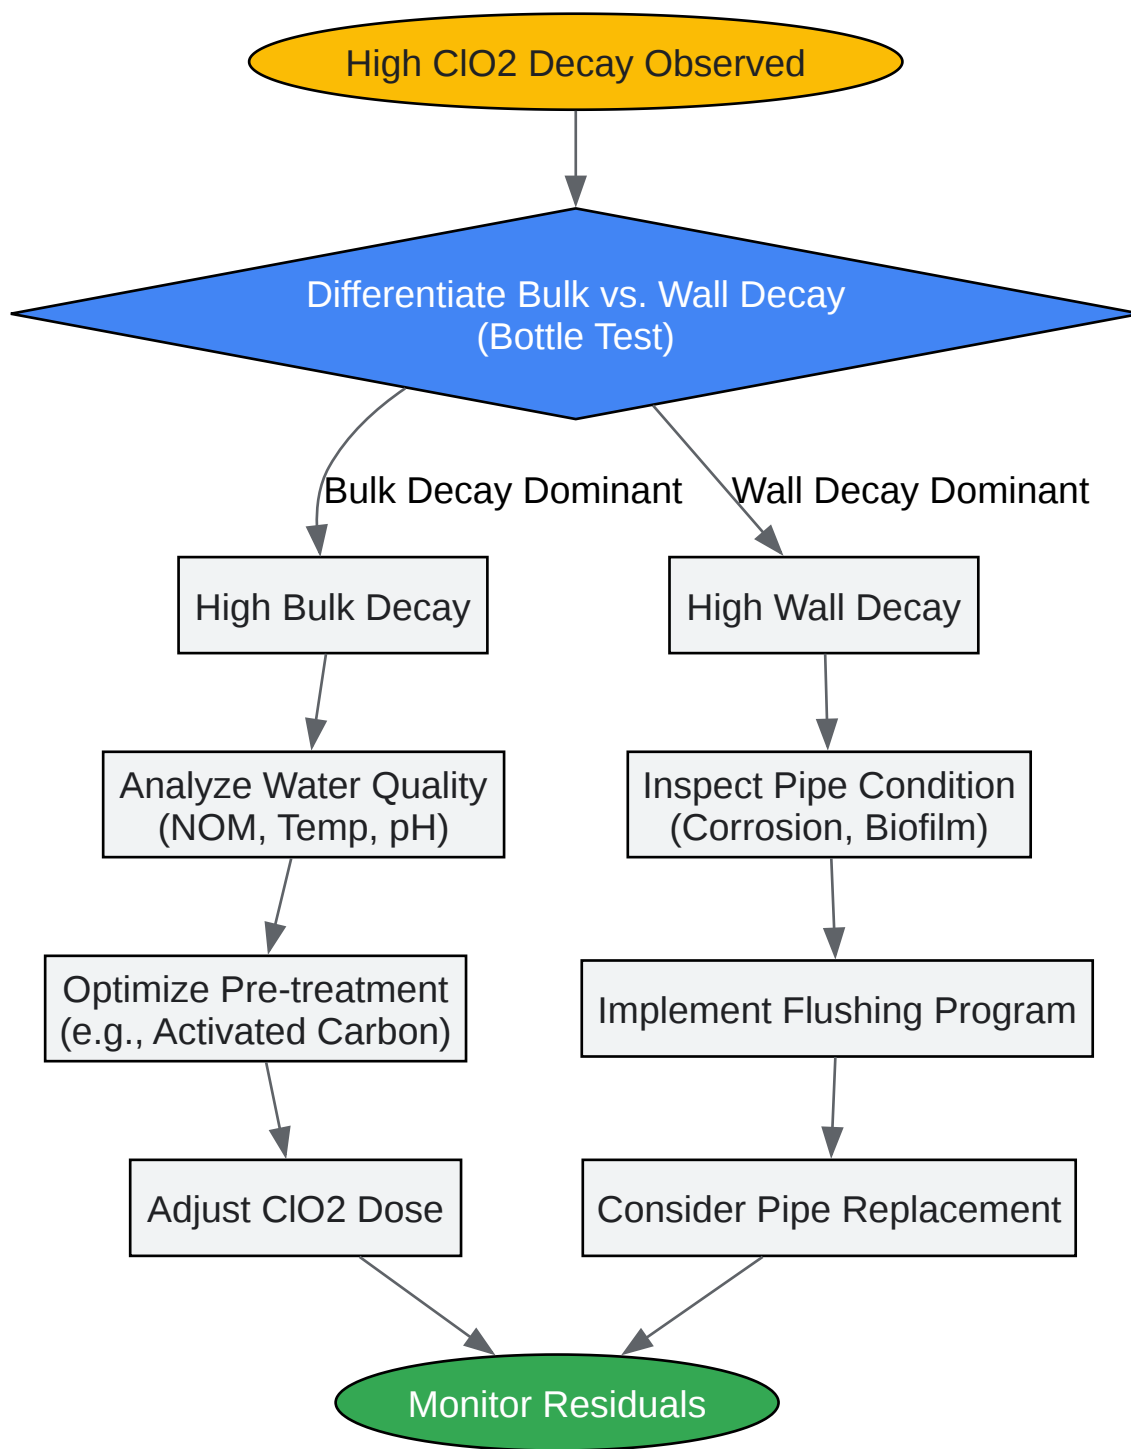 High ClO2 Decay Observed
Differentiate Bulk vs. Wall Decay
(Bottle Test)
Bulk Decay Dominant
Wall Decay Dominant
High Bulk Decay
High Wall Decay
Analyze Water Quality
(NOM, Temp, pH)
Inspect Pipe Condition
(Corrosion, Biofilm)
Optimize Pre-treatment
(e.g., Activated Carbon)
Implement Flushing Program
Adjust ClO2 Dose
Consider Pipe Replacement
Monitor Residuals